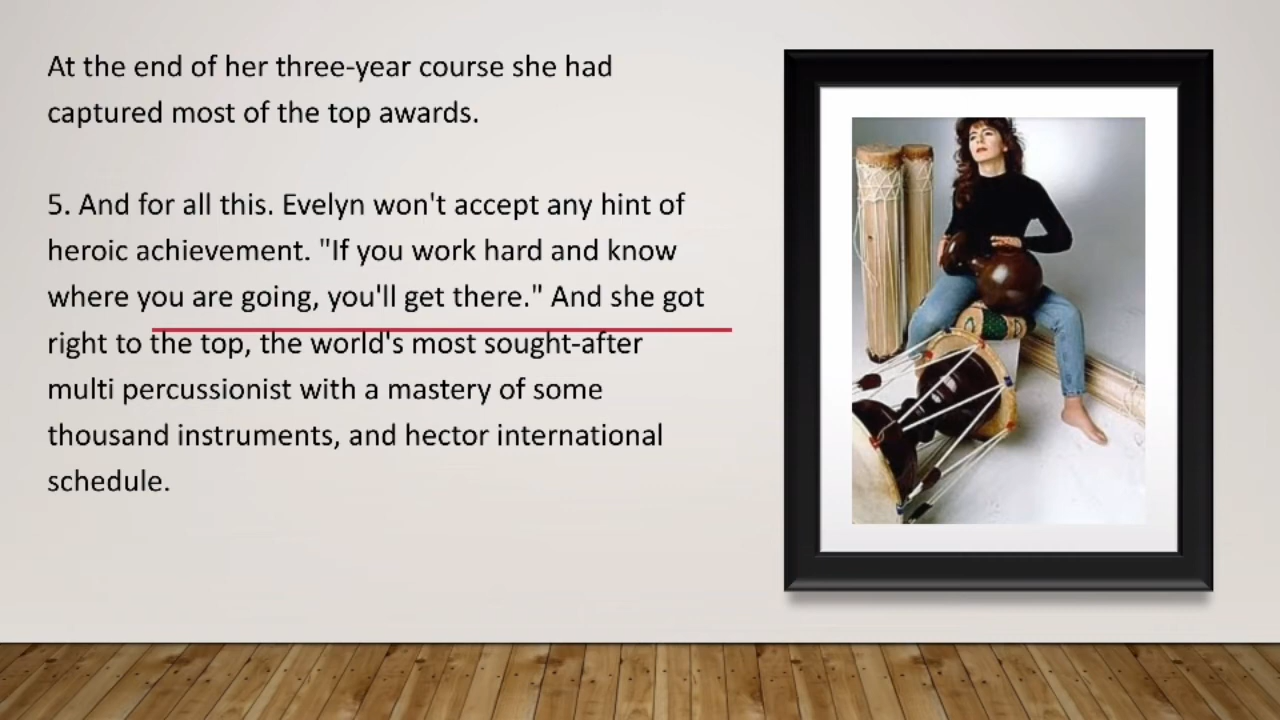 At the end of her three-year course she had
captured most of the top awards.
5. And for all this. Evelyn won't accept any hint of
heroic achievement. "If you work hard and know
where you are going, you'll get there." And she got
right to the top, the world's most sought-after
multi percussionist with a mastery of some
thousand instruments, and hector international
schedule.